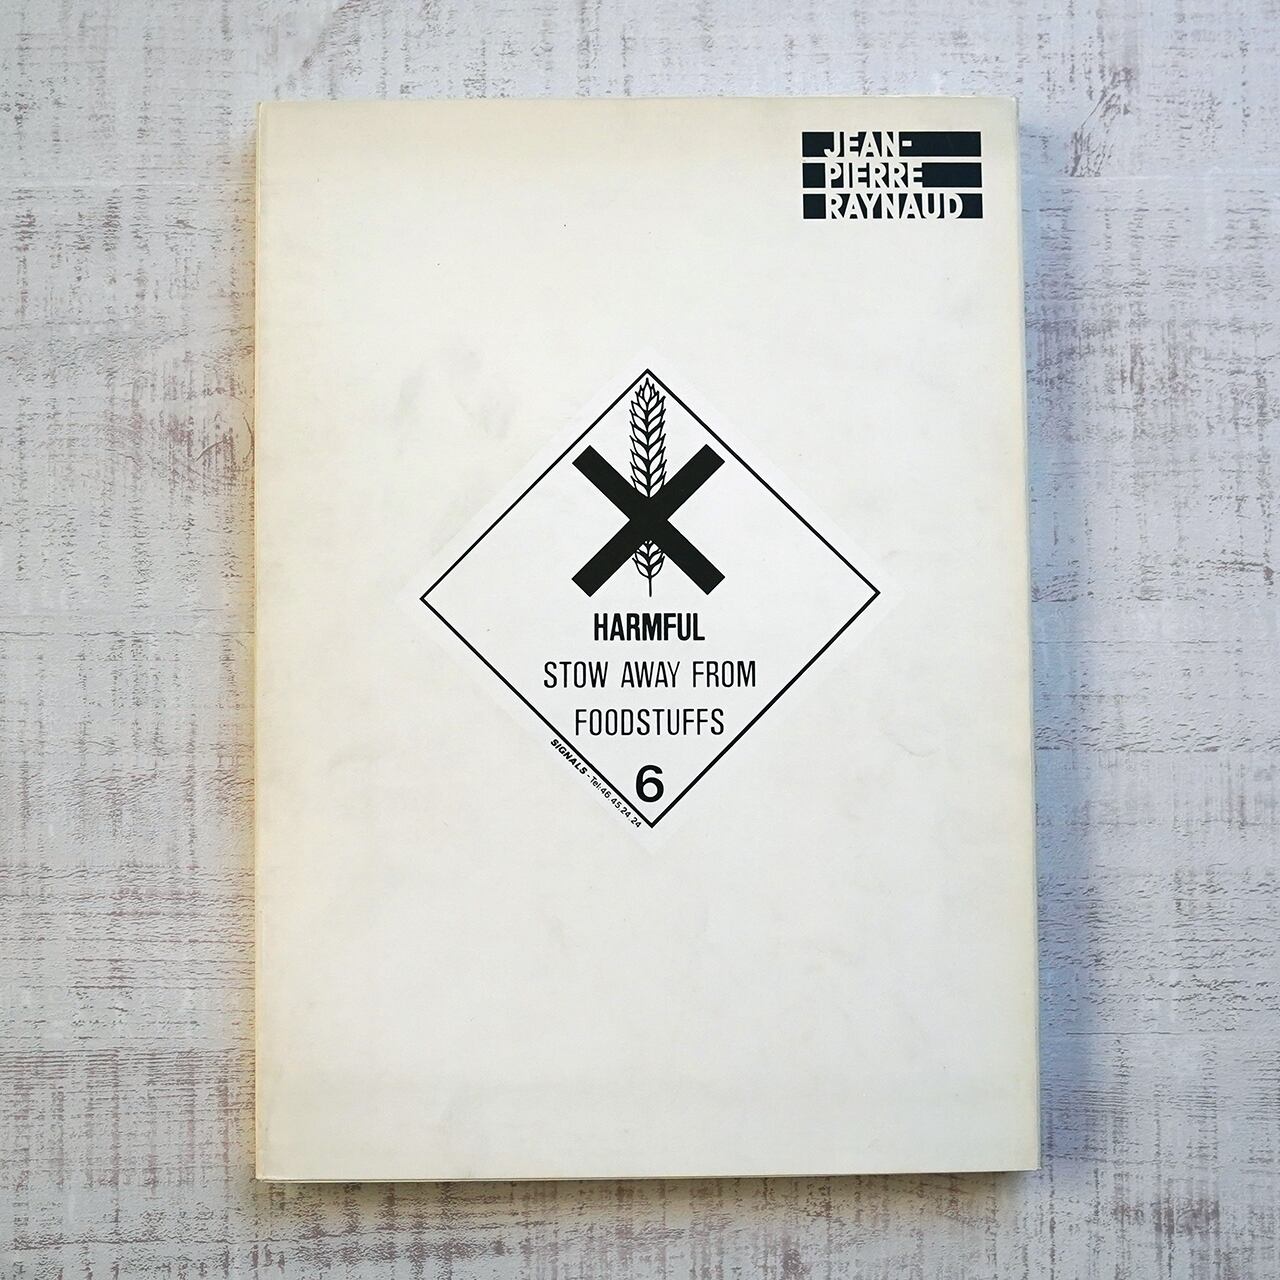 JEAN-
PIERRE
RAYNAUD
HARMFUL
STOW AWAY FROM
FOODSTUFFS
SIGNALS - Tel:46.45.24.24
6